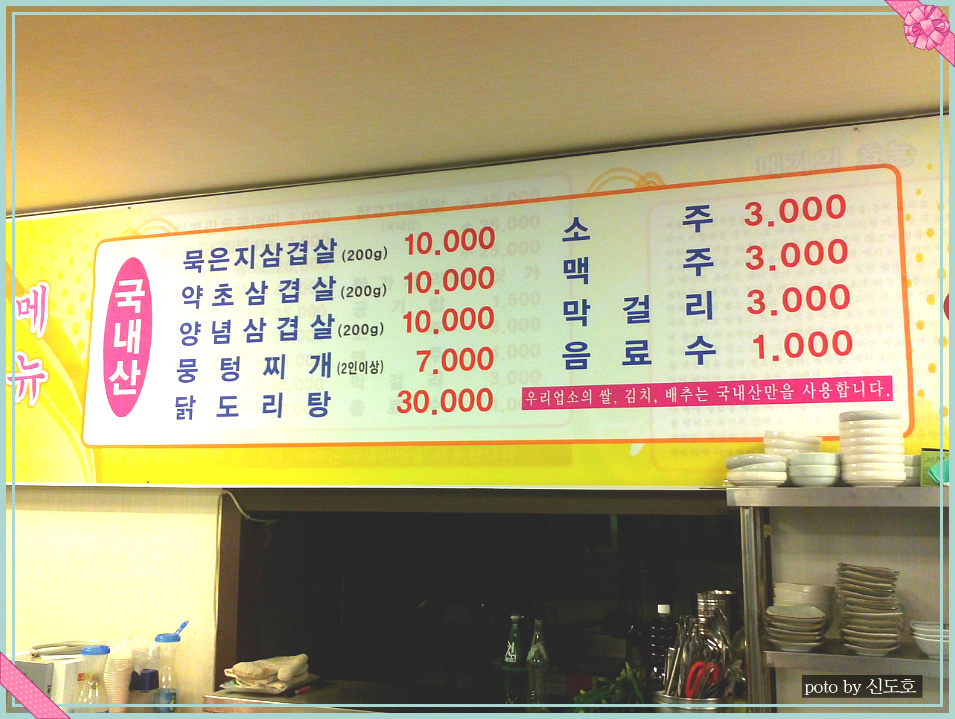 메뉴
국내산
묵은지삼겹살(200g) 10.000
약초삼겹살(200g) 10.000
양념삼겹살(200g) 10.000
뭉텅찌개(2인이상) 7.000
닭도리탕 30.000
소주 3.000
맥주 3.000
막걸리 3.000
음료수 1.000
우리업소의 쌀, 김치, 배추는 국내산만을 사용합니다.
poto by 신도호